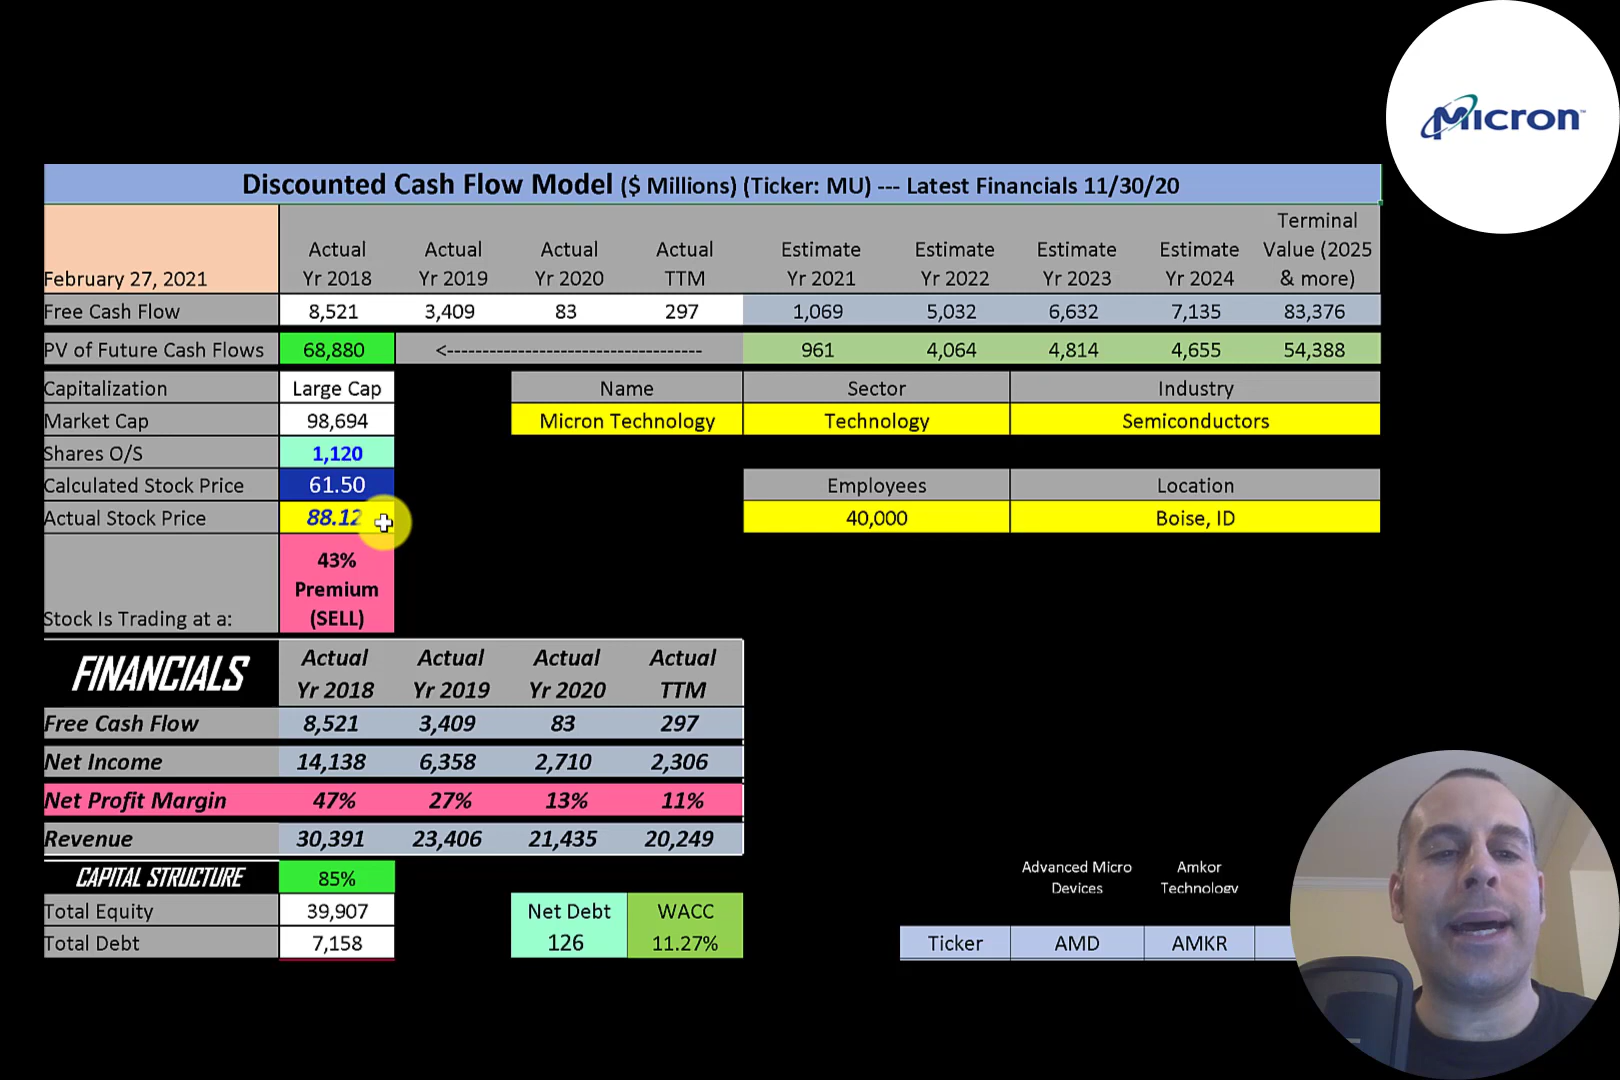 Micron™
Discounted Cash Flow Model ($ Millions) (Ticker: MU) --- Latest Financials 11/30/20
February 27, 2021 Actual Yr 2018 Actual Yr 2019 Actual Yr 2020 Actual TTM Estimate Yr 2021 Estimate Yr 2022 Estimate Yr 2023 Estimate Yr 2024 Terminal Value (2025 & more)
Free Cash Flow 8,521 3,409 83 297 1,069 5,032 6,632 7,135 83,376
PV of Future Cash Flows 68,880 <----------------------------------- 961 4,064 4,814 4,655 54,388
Capitalization Large Cap Name Sector Industry
Market Cap 98,694 Micron Technology Technology Semiconductors
Shares O/S 1,120
Calculated Stock Price 61.50 Employees Location
Actual Stock Price 88.12 40,000 Boise, ID
Stock Is Trading at a: 43% Premium (SELL)
FINANCIALS Actual Yr 2018 Actual Yr 2019 Actual Yr 2020 Actual TTM
Free Cash Flow 8,521 3,409 83 297
Net Income 14,138 6,358 2,710 2,306
Net Profit Margin 47% 27% 13% 11%
Revenue 30,391 23,406 21,435 20,249
CAPITAL STRUCTURE 85% Advanced Micro Devices Amkor Technology
Total Equity 39,907 Net Debt WACC
Total Debt 7,158 126 11.27% Ticker AMD AMKR